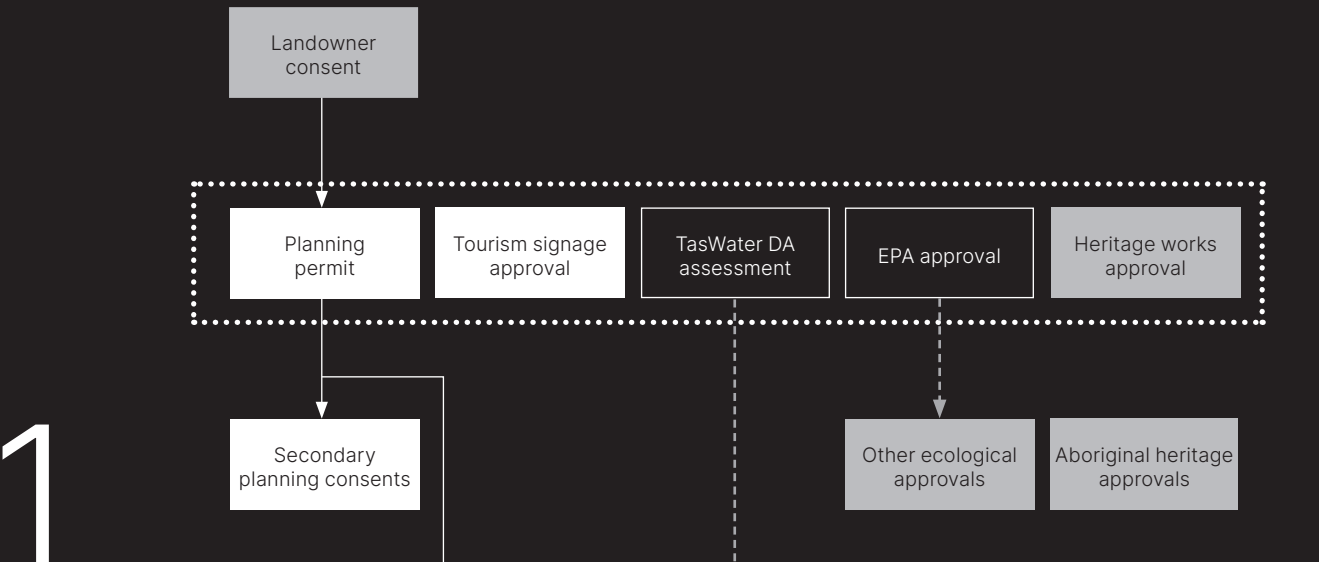 Landowner
consent
Planning
permit
Tourism signage
approval
TasWater DA
assessment
EPA approval
Heritage works
approval
1
Secondary
planning consents
Other ecological
approvals
Aboriginal heritage
approvals